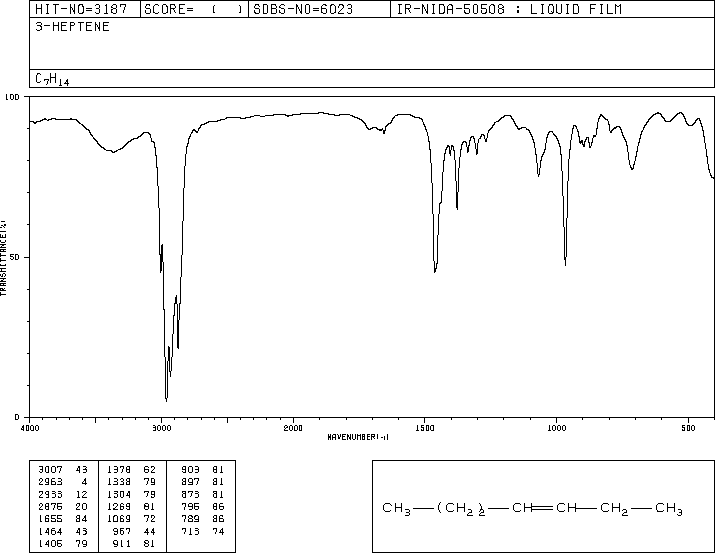 HIT-NO=3187 SCORE= ( ) SDBS-NO=6023 IR-NIDA-50508 : LIQUID FILM
3-HEPTENE
C7H14
100
50
0
TRANSMITTANCE(%)
4000 3000 2000 1500 1000 500
WAVENUMBER(-1)
3007 43 1378 62 903 81
2963 4 1338 79 897 81
2933 12 1304 79 873 81
2875 20 1269 81 795 86
1655 84 1069 72 789 86
1464 43 967 44 713 74
1405 79 911 81
CH3—(CH2)2—CH=CH—CH2—CH3